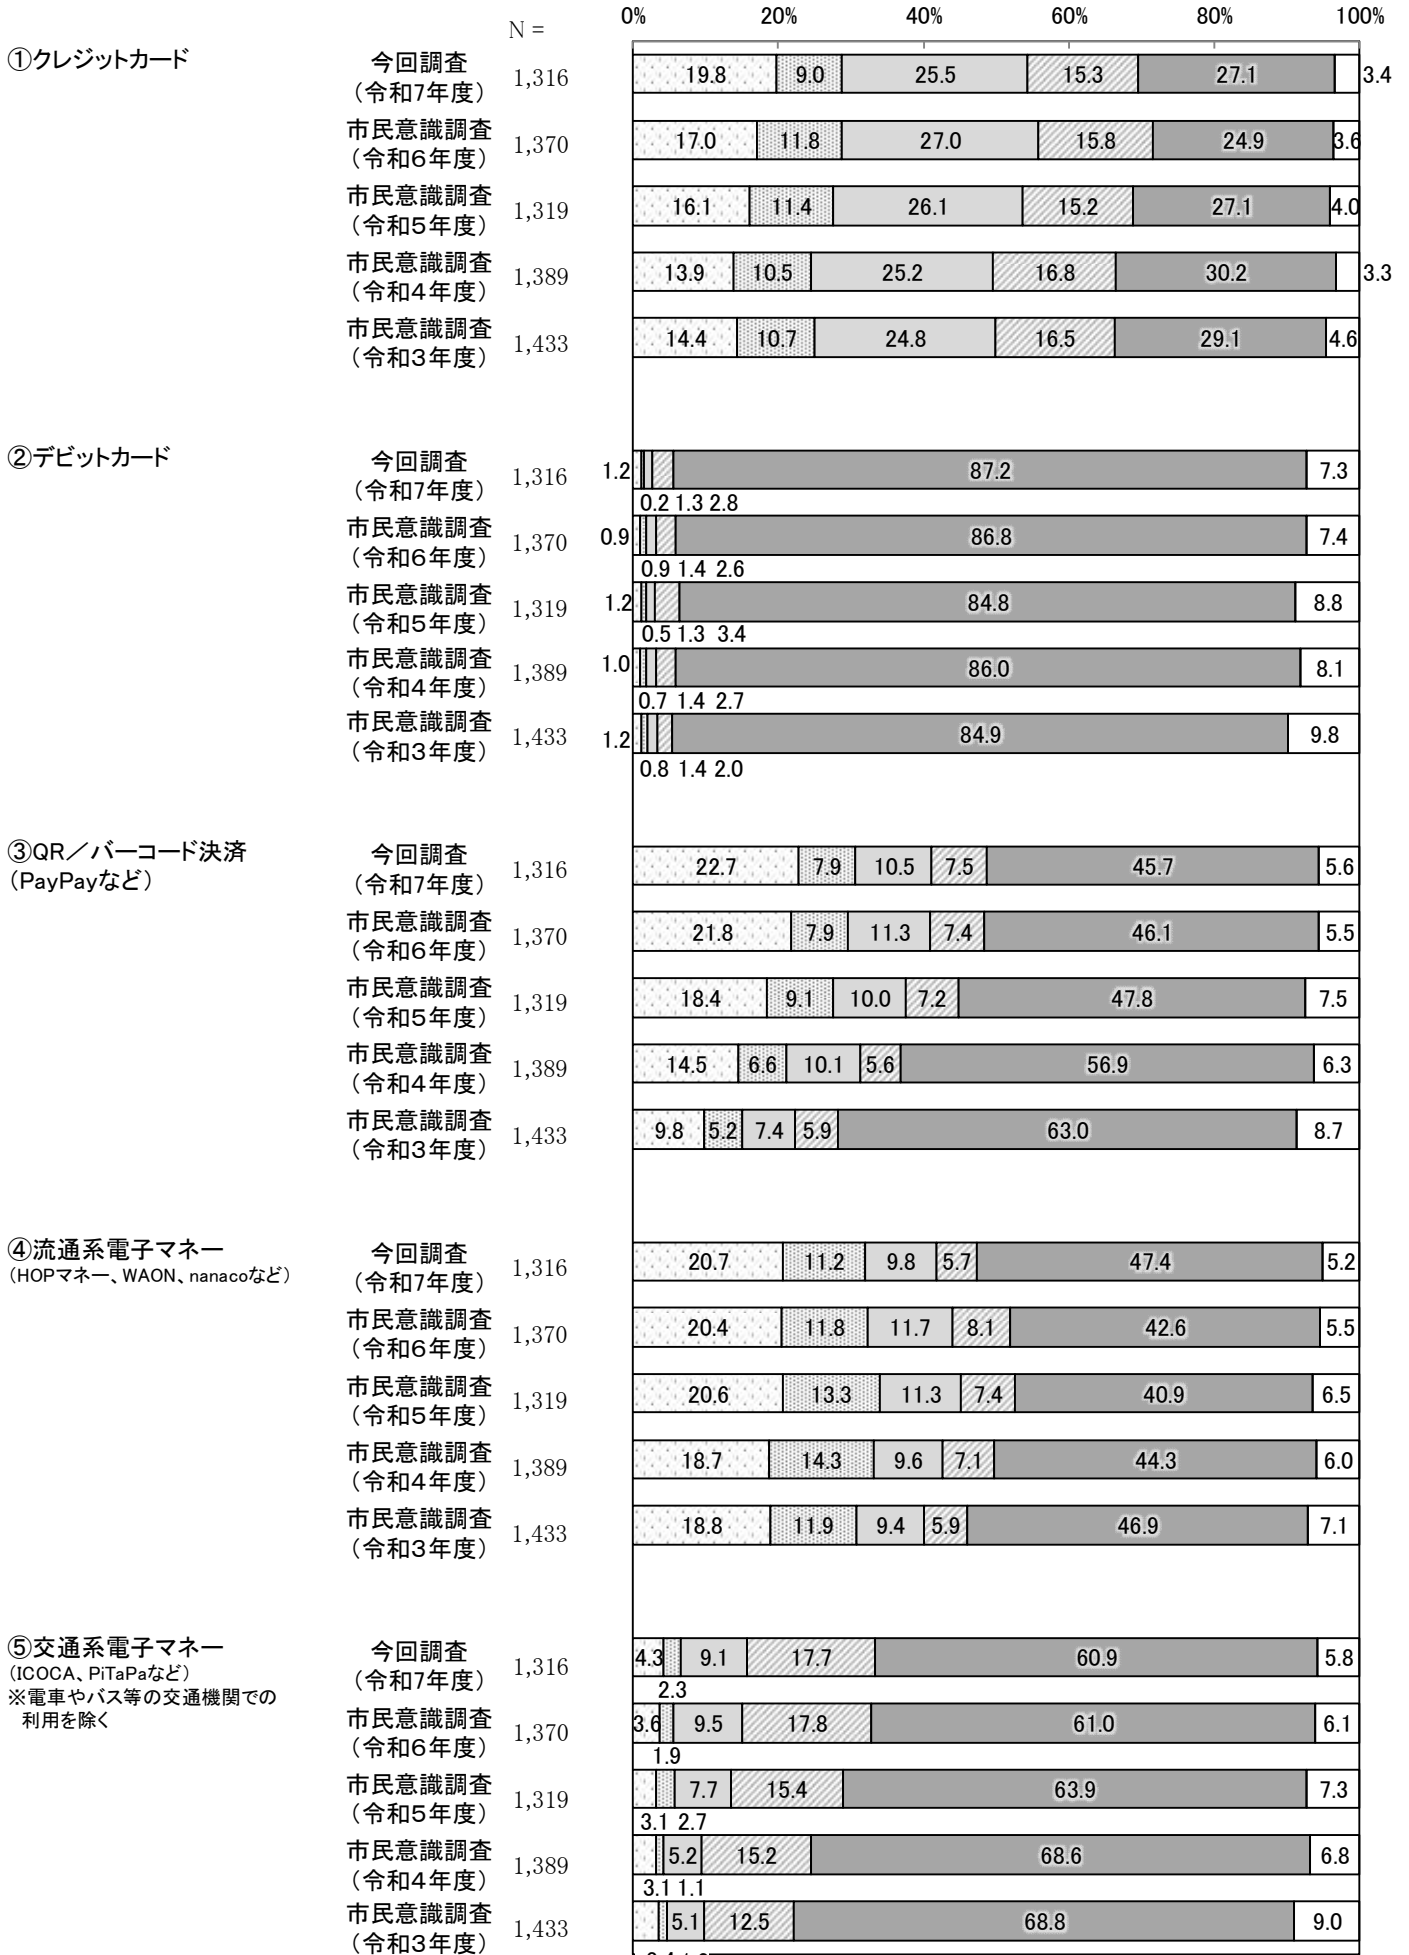 0% 20% 40% 60% 80% 100%
N =
①クレジットカード
今回調査
(令和7年度) 1,316 19.8 9.0 25.5 15.3 27.1 3.4
市民意識調査
(令和6年度) 1,370 17.0 11.8 27.0 15.8 24.9 3.6
市民意識調査
(令和5年度) 1,319 16.1 11.4 26.1 15.2 27.1 4.0
市民意識調査
(令和4年度) 1,389 13.9 10.5 25.2 16.8 30.2 3.3
市民意識調査
(令和3年度) 1,433 14.4 10.7 24.8 16.5 29.1 4.6
②デビットカード
今回調査
(令和7年度) 1,316 1.2 87.2 7.3
0.2 1.3 2.8
市民意識調査
(令和6年度) 1,370 0.9 86.8 7.4
0.9 1.4 2.6
市民意識調査
(令和5年度) 1,319 1.2 84.8 8.8
0.5 1.3 3.4
市民意識調査
(令和4年度) 1,389 1.0 86.0 8.1
0.7 1.4 2.7
市民意識調査
(令和3年度) 1,433 1.2 84.9 9.8
0.8 1.4 2.0
③QR／バーコード決済
(PayPayなど)
今回調査
(令和7年度) 1,316 22.7 7.9 10.5 7.5 45.7 5.6
市民意識調査
(令和6年度) 1,370 21.8 7.9 11.3 7.4 46.1 5.5
市民意識調査
(令和5年度) 1,319 18.4 9.1 10.0 7.2 47.8 7.5
市民意識調査
(令和4年度) 1,389 14.5 6.6 10.1 5.6 56.9 6.3
市民意識調査
(令和3年度) 1,433 9.8 5.2 7.4 5.9 63.0 8.7
④流通系電子マネー
(HOPマネー、WAON、nanacoなど)
今回調査
(令和7年度) 1,316 20.7 11.2 9.8 5.7 47.4 5.2
市民意識調査
(令和6年度) 1,370 20.4 11.8 11.7 8.1 42.6 5.5
市民意識調査
(令和5年度) 1,319 20.6 13.3 11.3 7.4 40.9 6.5
市民意識調査
(令和4年度) 1,389 18.7 14.3 9.6 7.1 44.3 6.0
市民意識調査
(令和3年度) 1,433 18.8 11.9 9.4 5.9 46.9 7.1
⑤交通系電子マネー
(ICOCA、PiTaPaなど)
※電車やバス等の交通機関での
利用を除く
今回調査
(令和7年度) 1,316 4.3 9.1 17.7 60.9 5.8
2.3
市民意識調査
(令和6年度) 1,370 3.6 9.5 17.8 61.0 6.1
1.9
市民意識調査
(令和5年度) 1,319 7.7 15.4 63.9 7.3
3.1 2.7
市民意識調査
(令和4年度) 1,389 5.2 15.2 68.6 6.8
3.1 1.1
市民意識調査
(令和3年度) 1,433 5.1 12.5 68.8 9.0